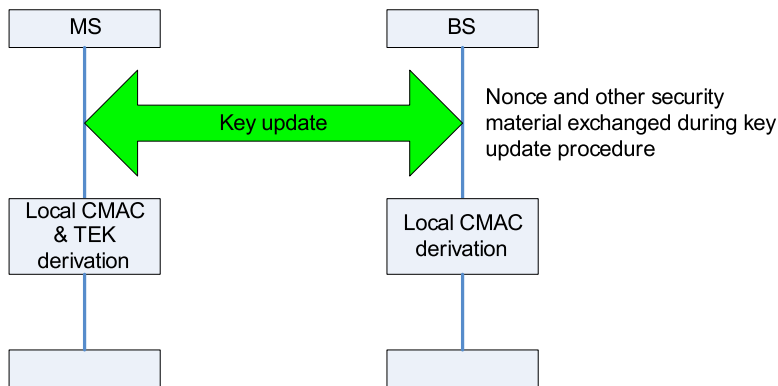 MS
BS
Key update
Nonce and other security
material exchanged during key
update procedure
Local CMAC
& TEK
derivation
Local CMAC
derivation